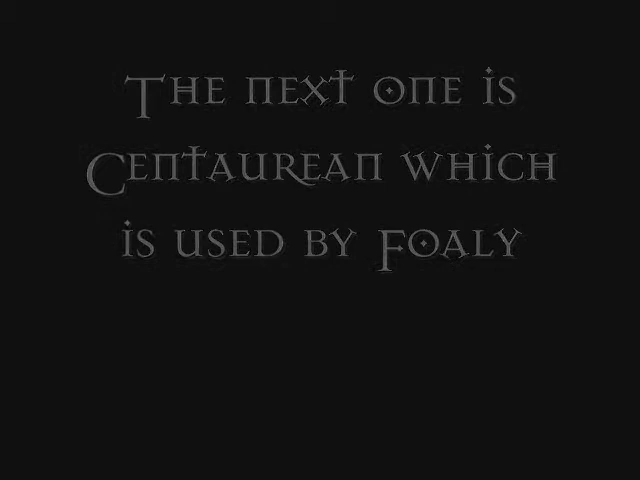 The next one is
Centaurean which
is used by Foaly